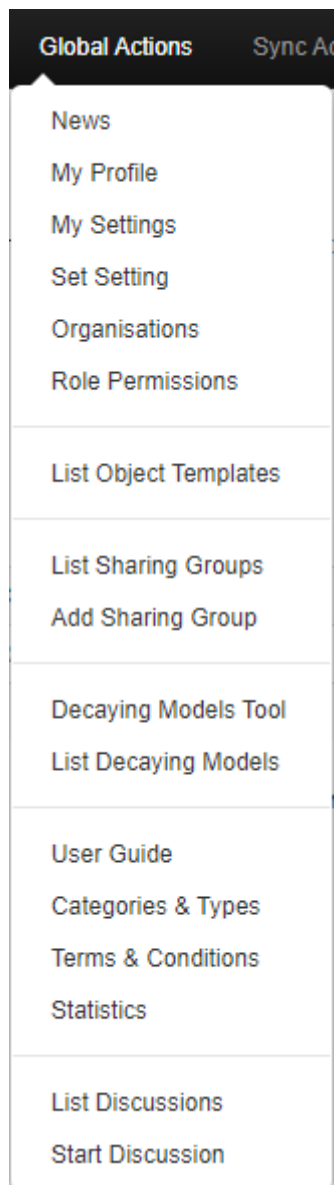 Global Actions Sync
News
My Profile
My Settings
Set Setting
Organisations
Role Permissions
List Object Templates
List Sharing Groups
Add Sharing Group
Decaying Models Tool
List Decaying Models
User Guide
Categories & Types
Terms & Conditions
Statistics
List Discussions
Start Discussion